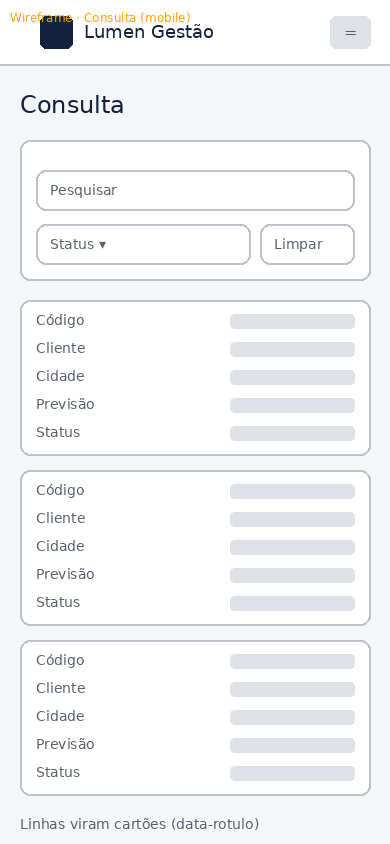 Wireframe · Consulta (mobile)
Lumen Gestão
=
Consulta
Pesquisar
Status ▾
Limpar
Código
Cliente
Cidade
Previsão
Status
Código
Cliente
Cidade
Previsão
Status
Código
Cliente
Cidade
Previsão
Status
Linhas viram cartões (data-rotulo)